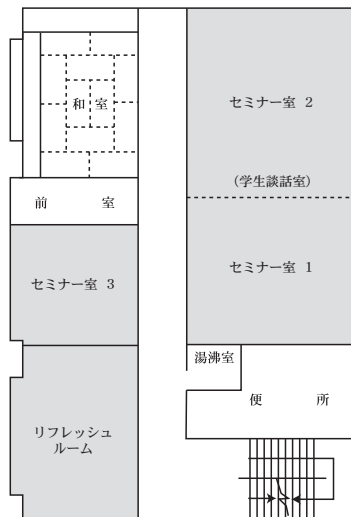 和室
セミナー室 2
(学生談話室)
前室
セミナー室 1
セミナー室 3
湯沸室
便所
リフレッシュ
ルーム